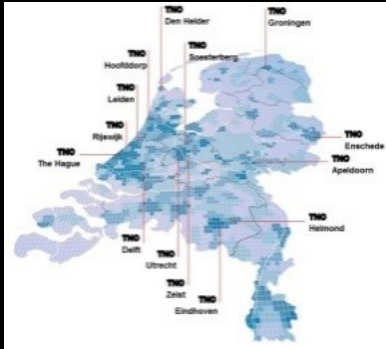 TNO
Den Helder
TNO
Groningen
TNO
Hoofddorp
TNO
Soesterberg
TNO
Leiden
TNO
Rijswijk
TNO
Enschede
TNO
The Hague
TNO
Apeldoorn
TNO
Helmond
TNO
Delft
TNO
Utrecht
TNO
Zeist
TNO
Eindhoven